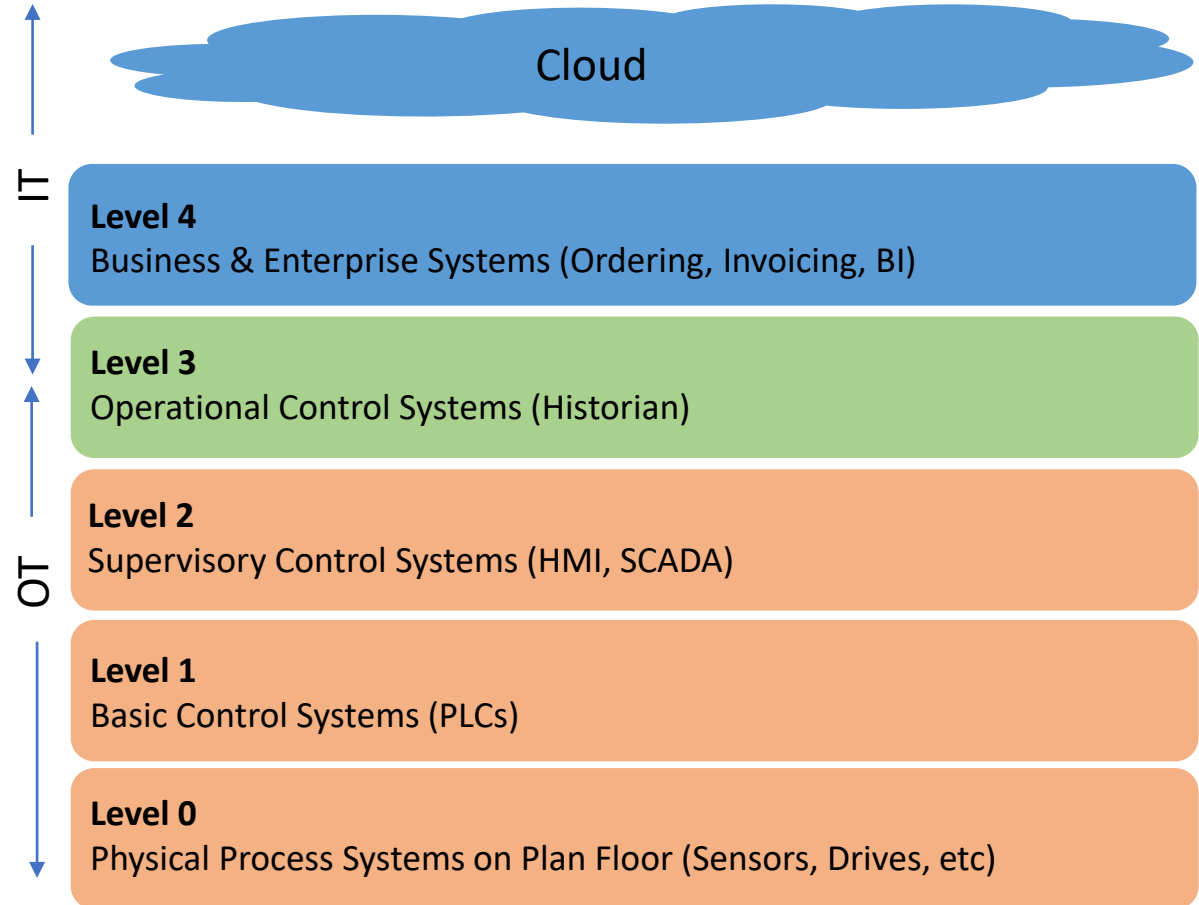 Cloud
IT
Level 4
Business & Enterprise Systems (Ordering, Invoicing, BI)
Level 3
Operational Control Systems (Historian)
Level 2
Supervisory Control Systems (HMI, SCADA)
OT
Level 1
Basic Control Systems (PLCs)
Level 0
Physical Process Systems on Plan Floor (Sensors, Drives, etc)